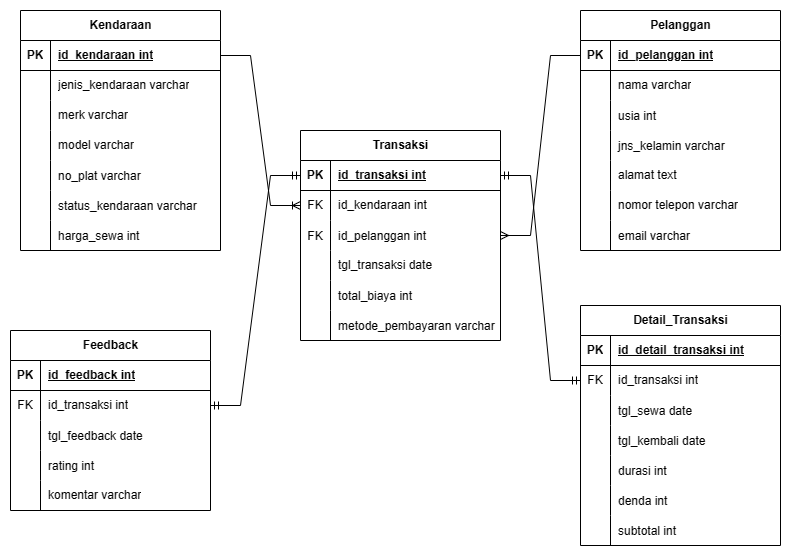 Kendaraan
PK id_kendaraan int
jenis_kendaraan varchar
merk varchar
model varchar
no_plat varchar
status_kendaraan varchar
harga_sewa int
Pelanggan
PK id_pelanggan int
nama varchar
usia int
jns_kelamin varchar
alamat text
nomor telepon varchar
email varchar
Transaksi
PK id_transaksi int
FK id_kendaraan int
FK id_pelanggan int
tgl_transaksi date
total_biaya int
metode_pembayaran varchar
Feedback
PK id_feedback int
FK id_transaksi int
tgl_feedback date
rating int
komentar varchar
Detail_Transaksi
PK id_detail_transaksi int
FK id_transaksi int
tgl_sewa date
tgl_kembali date
durasi int
denda int
subtotal int